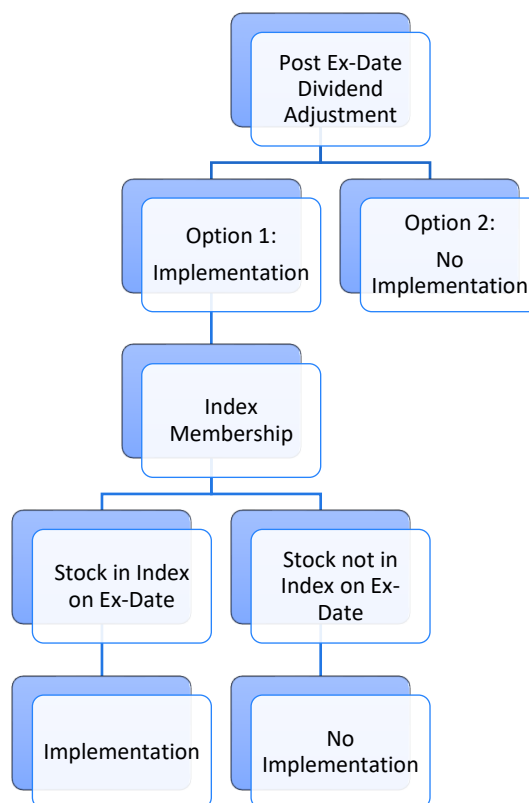 Post Ex-Date
Dividend
Adjustment
Option 1:
Implementation
Option 2:
No
Implementation
Index
Membership
Stock in Index
on Ex-Date
Stock not in
Index on Ex-
Date
Implementation
No
Implementation